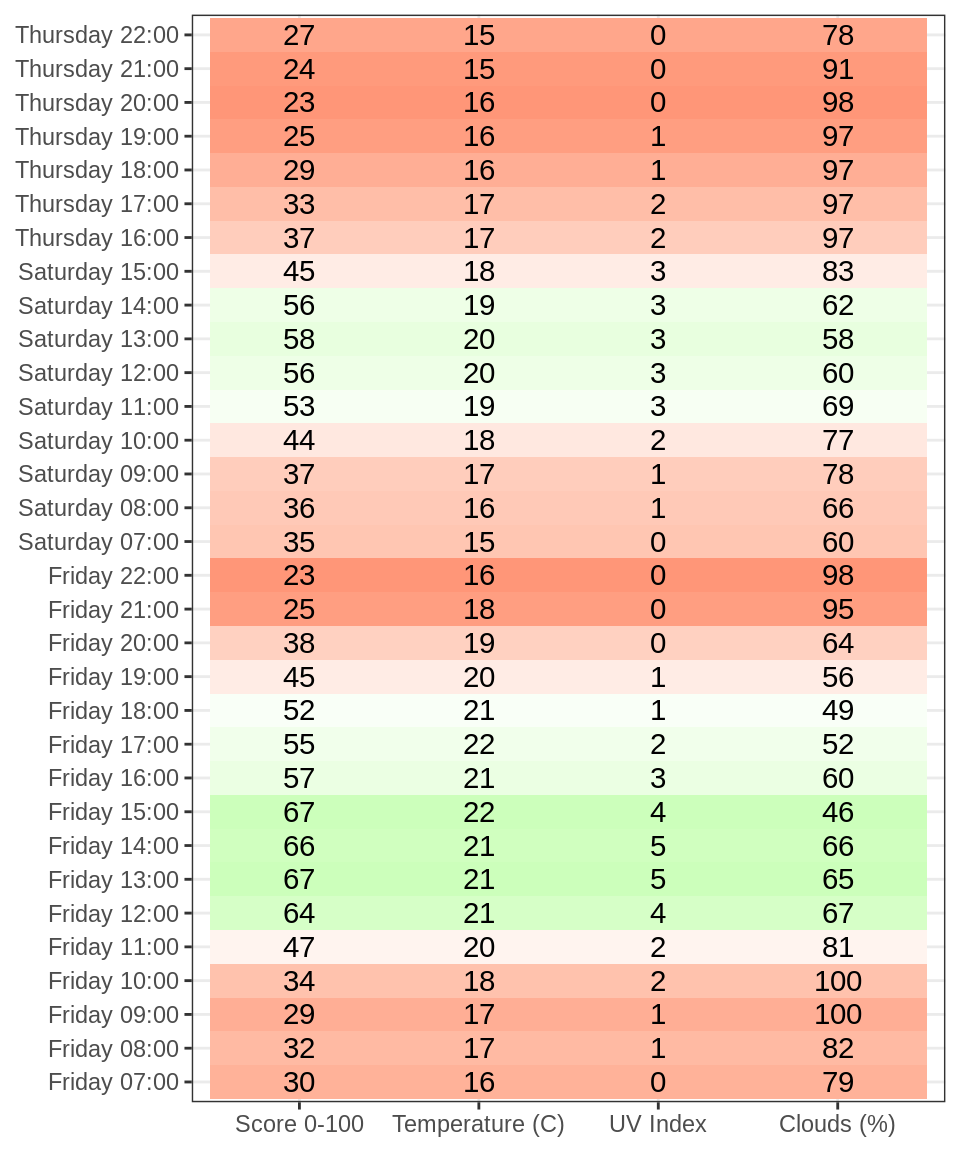 Thursday 22:00 27 15 0 78
Thursday 21:00 24 15 0 91
Thursday 20:00 23 16 0 98
Thursday 19:00 25 16 1 97
Thursday 18:00 29 16 1 97
Thursday 17:00 33 17 2 97
Thursday 16:00 37 17 2 97
Saturday 15:00 45 18 3 83
Saturday 14:00 56 19 3 62
Saturday 13:00 58 20 3 58
Saturday 12:00 56 20 3 60
Saturday 11:00 53 19 3 69
Saturday 10:00 44 18 2 77
Saturday 09:00 37 17 1 78
Saturday 08:00 36 16 1 66
Saturday 07:00 35 15 0 60
Friday 22:00 23 16 0 98
Friday 21:00 25 18 0 95
Friday 20:00 38 19 0 64
Friday 19:00 45 20 1 56
Friday 18:00 52 21 1 49
Friday 17:00 55 22 2 52
Friday 16:00 57 21 3 60
Friday 15:00 67 22 4 46
Friday 14:00 66 21 5 66
Friday 13:00 67 21 5 65
Friday 12:00 64 21 4 67
Friday 11:00 47 20 2 81
Friday 10:00 34 18 2 100
Friday 09:00 29 17 1 100
Friday 08:00 32 17 1 82
Friday 07:00 30 16 0 79
Score 0-100 Temperature (C) UV Index Clouds (%)